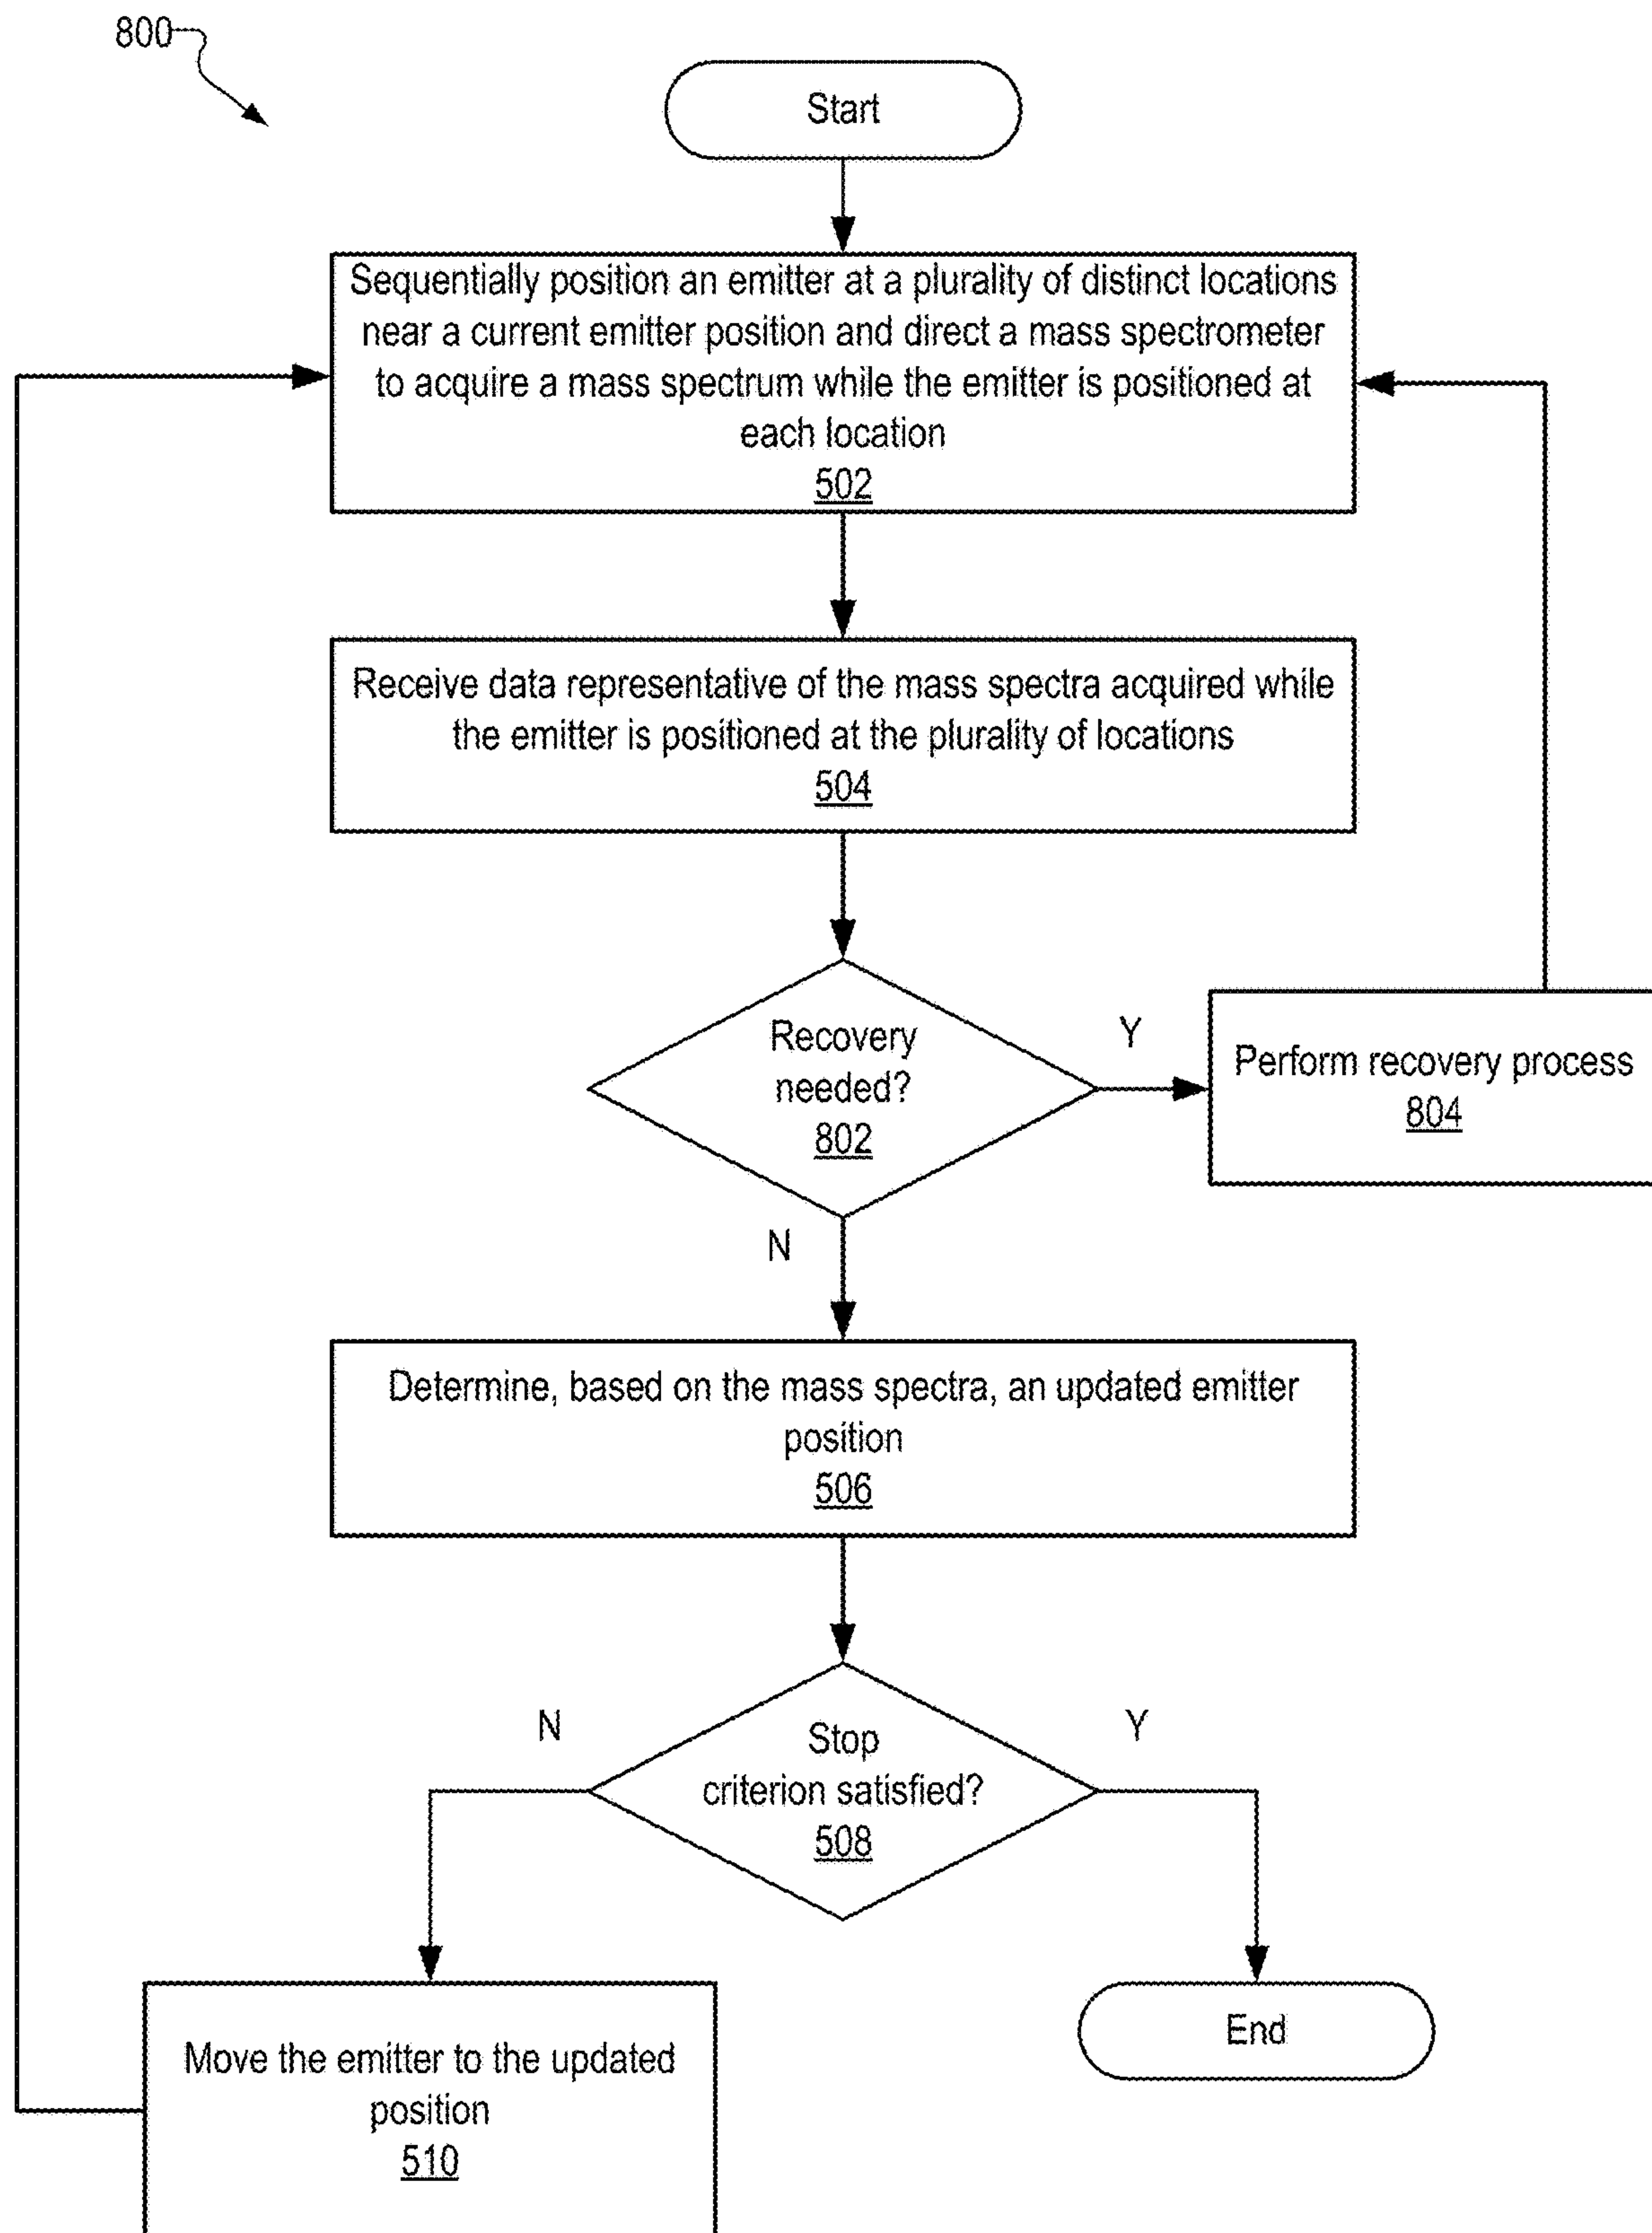 800
Start
Sequentially position an emitter at a plurality of distinct locations
near a current emitter position and direct a mass spectrometer
to acquire a mass spectrum while the emitter is positioned at
each location
502
Receive data representative of the mass spectra acquired while
the emitter is positioned at the plurality of locations
504
Recovery
needed?
802
Y
Perform recovery process
804
N
Determine, based on the mass spectra, an updated emitter
position
506
Stop
criterion satisfied?
508
N
Y
Move the emitter to the updated
position
510
End